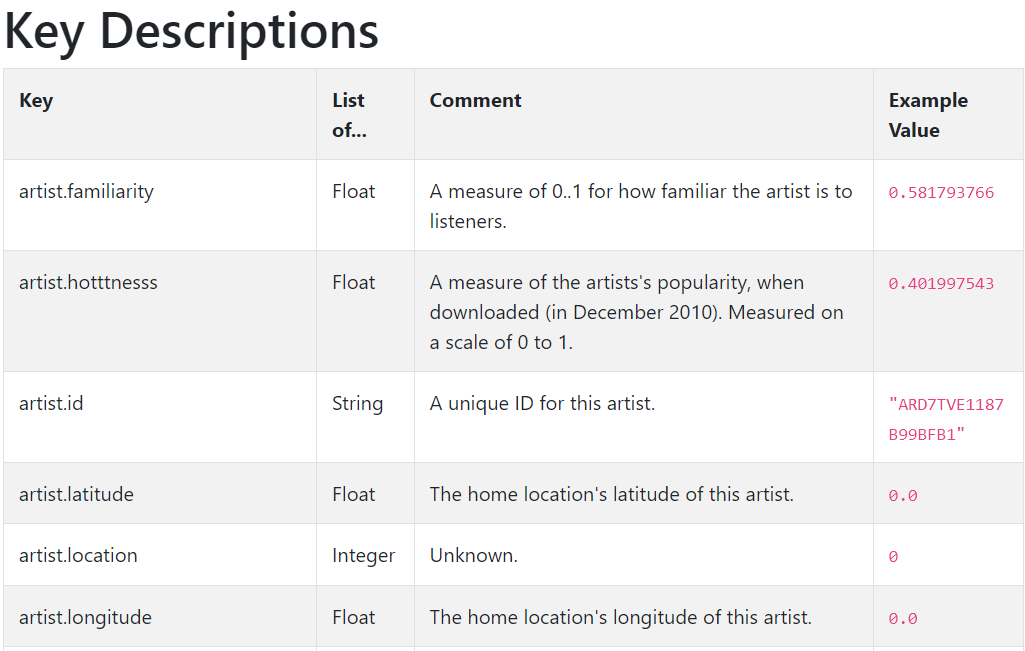 Key Descriptions
Key
List
of...
Comment
Example
Value
artist.familiarity
Float
A measure of 0..1 for how familiar the artist is to
listeners.
0.581793766
artist.hotttnesss
Float
A measure of the artists's popularity, when
downloaded (in December 2010). Measured on
a scale of 0 to 1.
0.401997543
artist.id
String
A unique ID for this artist.
"ARD7TVE1187
B99BFB1"
artist.latitude
Float
The home location's latitude of this artist.
0.0
artist.location
Integer
Unknown.
0
artist.longitude
Float
The home location's longitude of this artist.
0.0